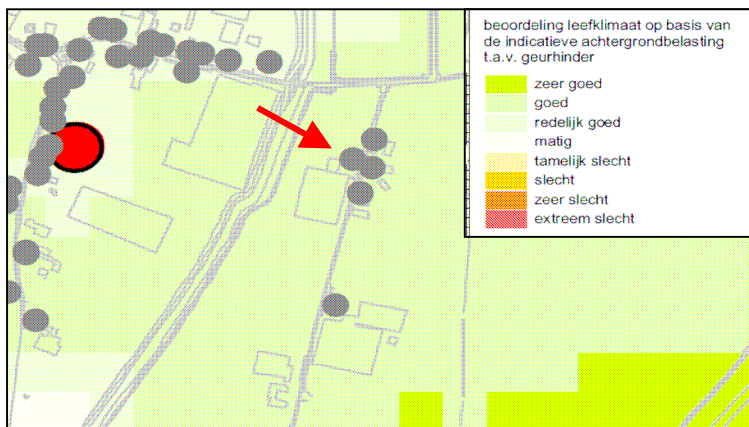 beoordeling leefklimaat op basis van
de indicatieve achtergrondbelasting
t.a.v. geurhinder
zeer goed
goed
redelijk goed
matig
tamelijk slecht
slecht
zeer slecht
extreem slecht